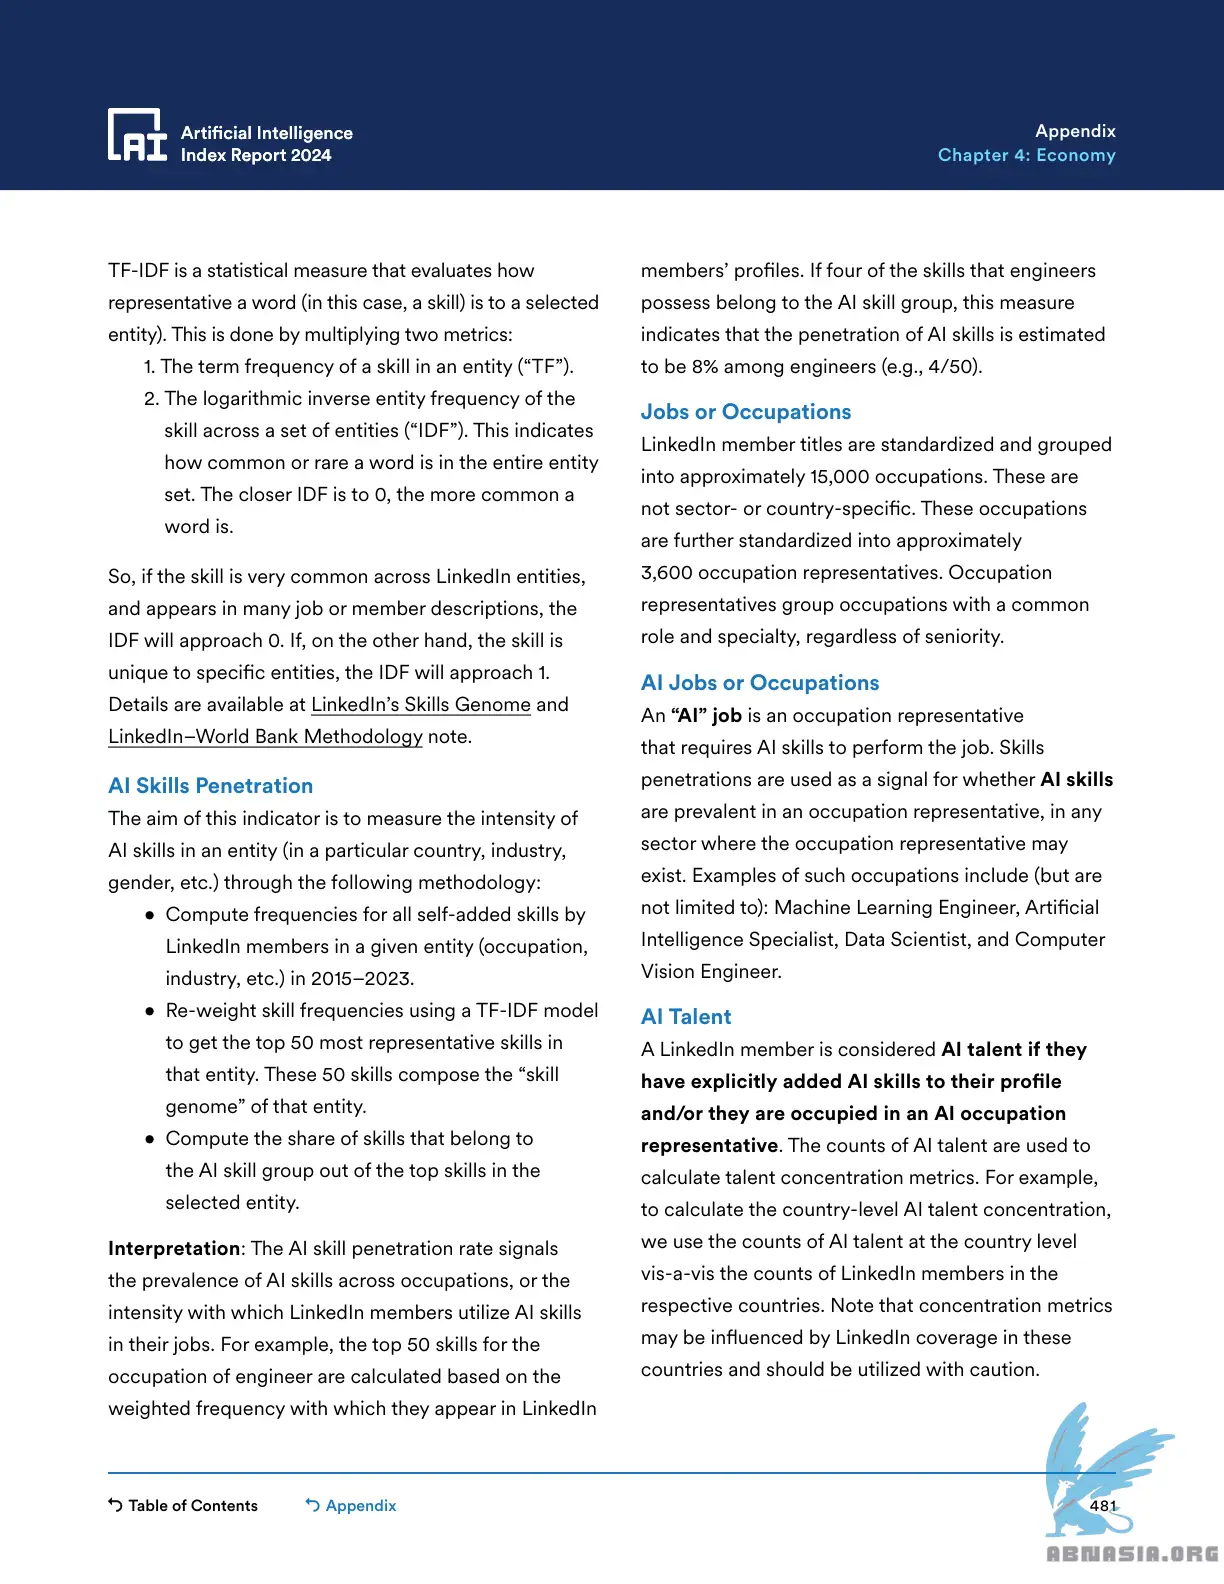 AI
Artificial Intelligence
Index Report 2024
Appendix
Chapter 4: Economy
TF-IDF is a statistical measure that evaluates how
representative a word (in this case, a skill) is to a selected
entity). This is done by multiplying two metrics:
1. The term frequency of a skill in an entity (“TF”).
2. The logarithmic inverse entity frequency of the
skill across a set of entities (“IDF”). This indicates
how common or rare a word is in the entire entity
set. The closer IDF is to 0, the more common a
word is.
So, if the skill is very common across LinkedIn entities,
and appears in many job or member descriptions, the
IDF will approach 0. If, on the other hand, the skill is
unique to specific entities, the IDF will approach 1.
Details are available at LinkedIn’s Skills Genome and
LinkedIn–World Bank Methodology note.
AI Skills Penetration
The aim of this indicator is to measure the intensity of
AI skills in an entity (in a particular country, industry,
gender, etc.) through the following methodology:
● Compute frequencies for all self-added skills by
LinkedIn members in a given entity (occupation,
industry, etc.) in 2015–2023.
● Re-weight skill frequencies using a TF-IDF model
to get the top 50 most representative skills in
that entity. These 50 skills compose the “skill
genome” of that entity.
● Compute the share of skills that belong to
the AI skill group out of the top skills in the
selected entity.
Interpretation: The AI skill penetration rate signals
the prevalence of AI skills across occupations, or the
intensity with which LinkedIn members utilize AI skills
in their jobs. For example, the top 50 skills for the
occupation of engineer are calculated based on the
weighted frequency with which they appear in LinkedIn
members’ profiles. If four of the skills that engineers
possess belong to the AI skill group, this measure
indicates that the penetration of AI skills is estimated
to be 8% among engineers (e.g., 4/50).
Jobs or Occupations
LinkedIn member titles are standardized and grouped
into approximately 15,000 occupations. These are
not sector- or country-specific. These occupations
are further standardized into approximately
3,600 occupation representatives. Occupation
representatives group occupations with a common
role and specialty, regardless of seniority.
AI Jobs or Occupations
An “AI” job is an occupation representative
that requires AI skills to perform the job. Skills
penetrations are used as a signal for whether AI skills
are prevalent in an occupation representative, in any
sector where the occupation representative may
exist. Examples of such occupations include (but are
not limited to): Machine Learning Engineer, Artificial
Intelligence Specialist, Data Scientist, and Computer
Vision Engineer.
AI Talent
A LinkedIn member is considered AI talent if they
have explicitly added AI skills to their profile
and/or they are occupied in an AI occupation
representative. The counts of AI talent are used to
calculate talent concentration metrics. For example,
to calculate the country-level AI talent concentration,
we use the counts of AI talent at the country level
vis-a-vis the counts of LinkedIn members in the
respective countries. Note that concentration metrics
may be influenced by LinkedIn coverage in these
countries and should be utilized with caution.
Table of Contents
Appendix
481
ABNASIA.ORG